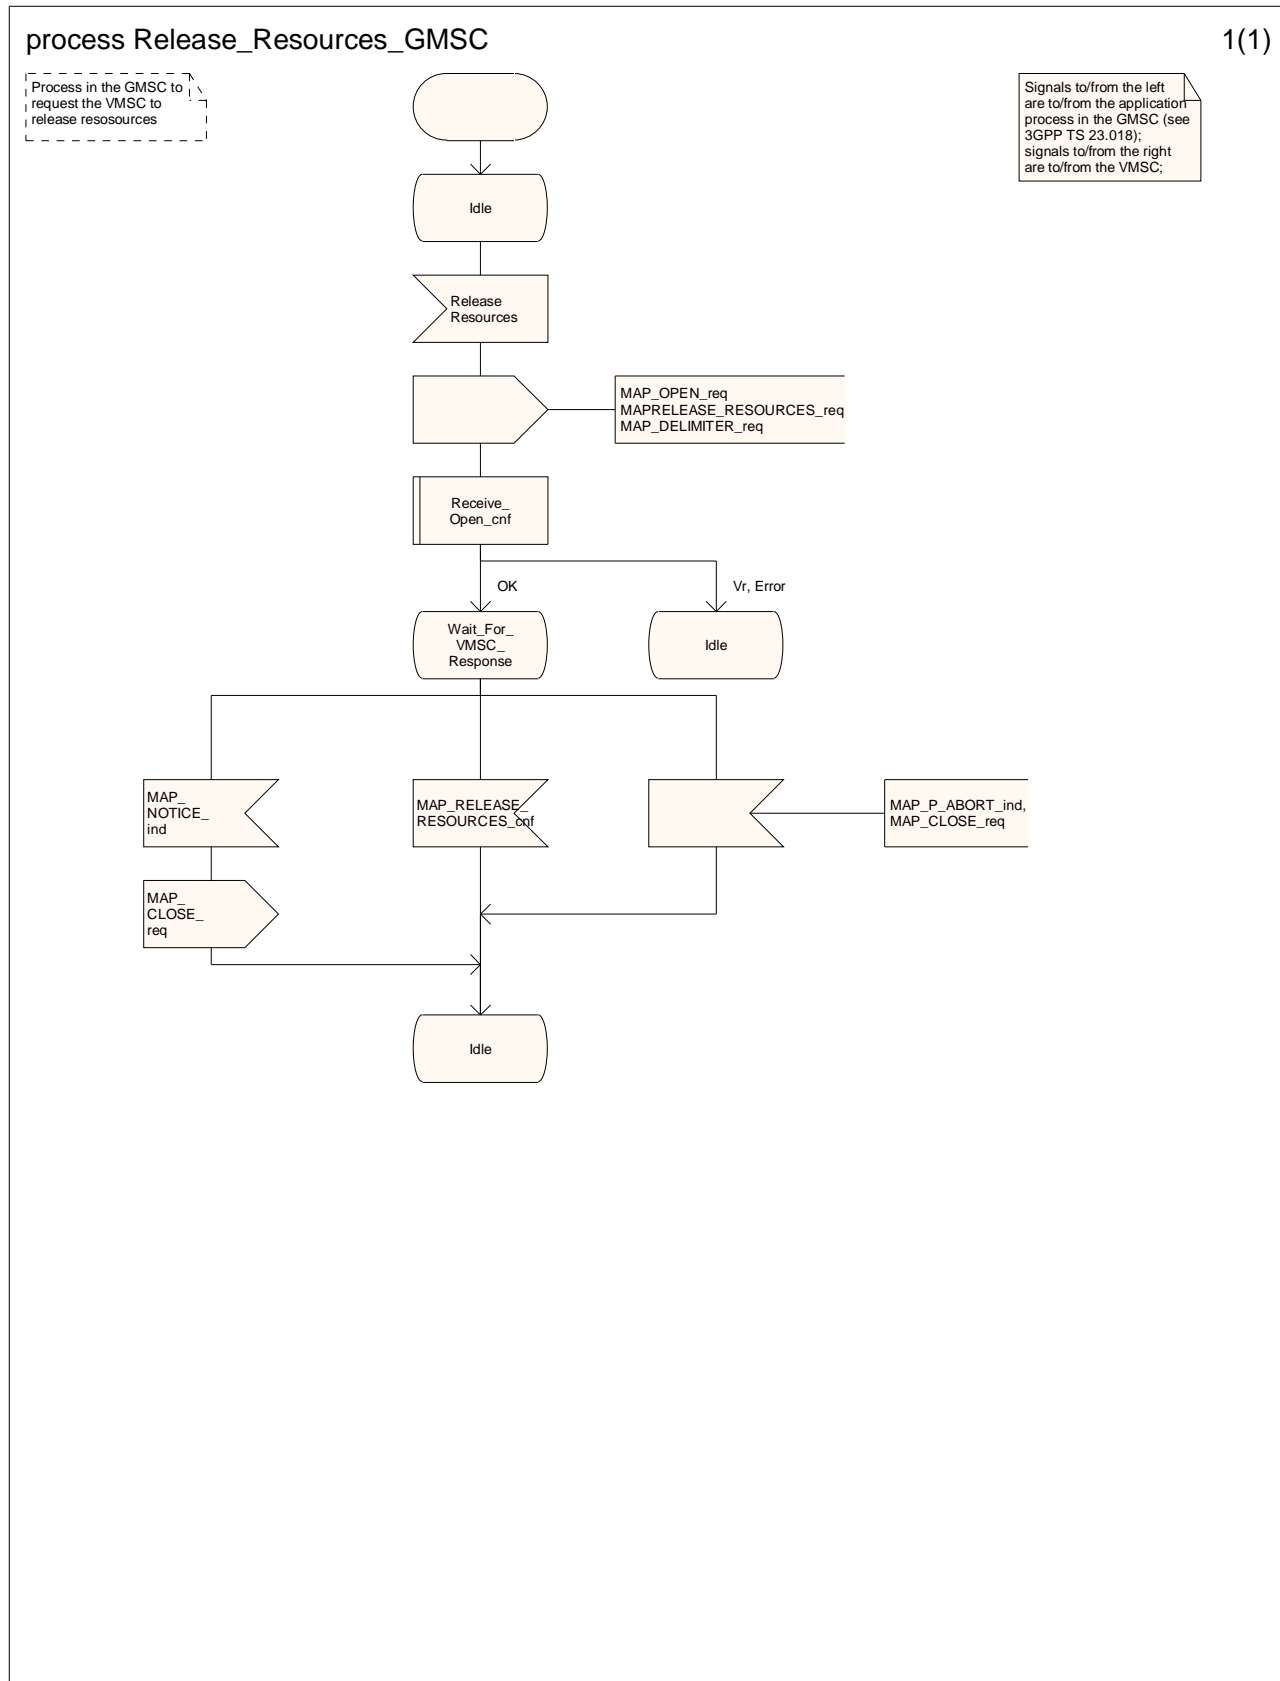 process Release_Resources_GMSC
1(1)
Process in the GMSC to
request the VMSC to
release resosources
Signals to/from the left
are to/from the application
process in the GMSC (see
3GPP TS 23.018);
signals to/from the right
are to/from the VMSC;
Idle
Release
Resources
MAP_OPEN_req
MAPRELEASE_RESOURCES_req
MAP_DELIMITER_req
Receive_
Open_cnf
OK
Vr, Error
Wait_For_
VMSC_
Response
Idle
MAP_
NOTICE_
ind
MAP_RELEASE_
RESOURCES_cnf
MAP_P_ABORT_ind,
MAP_CLOSE_req
MAP_
CLOSE_
req
Idle